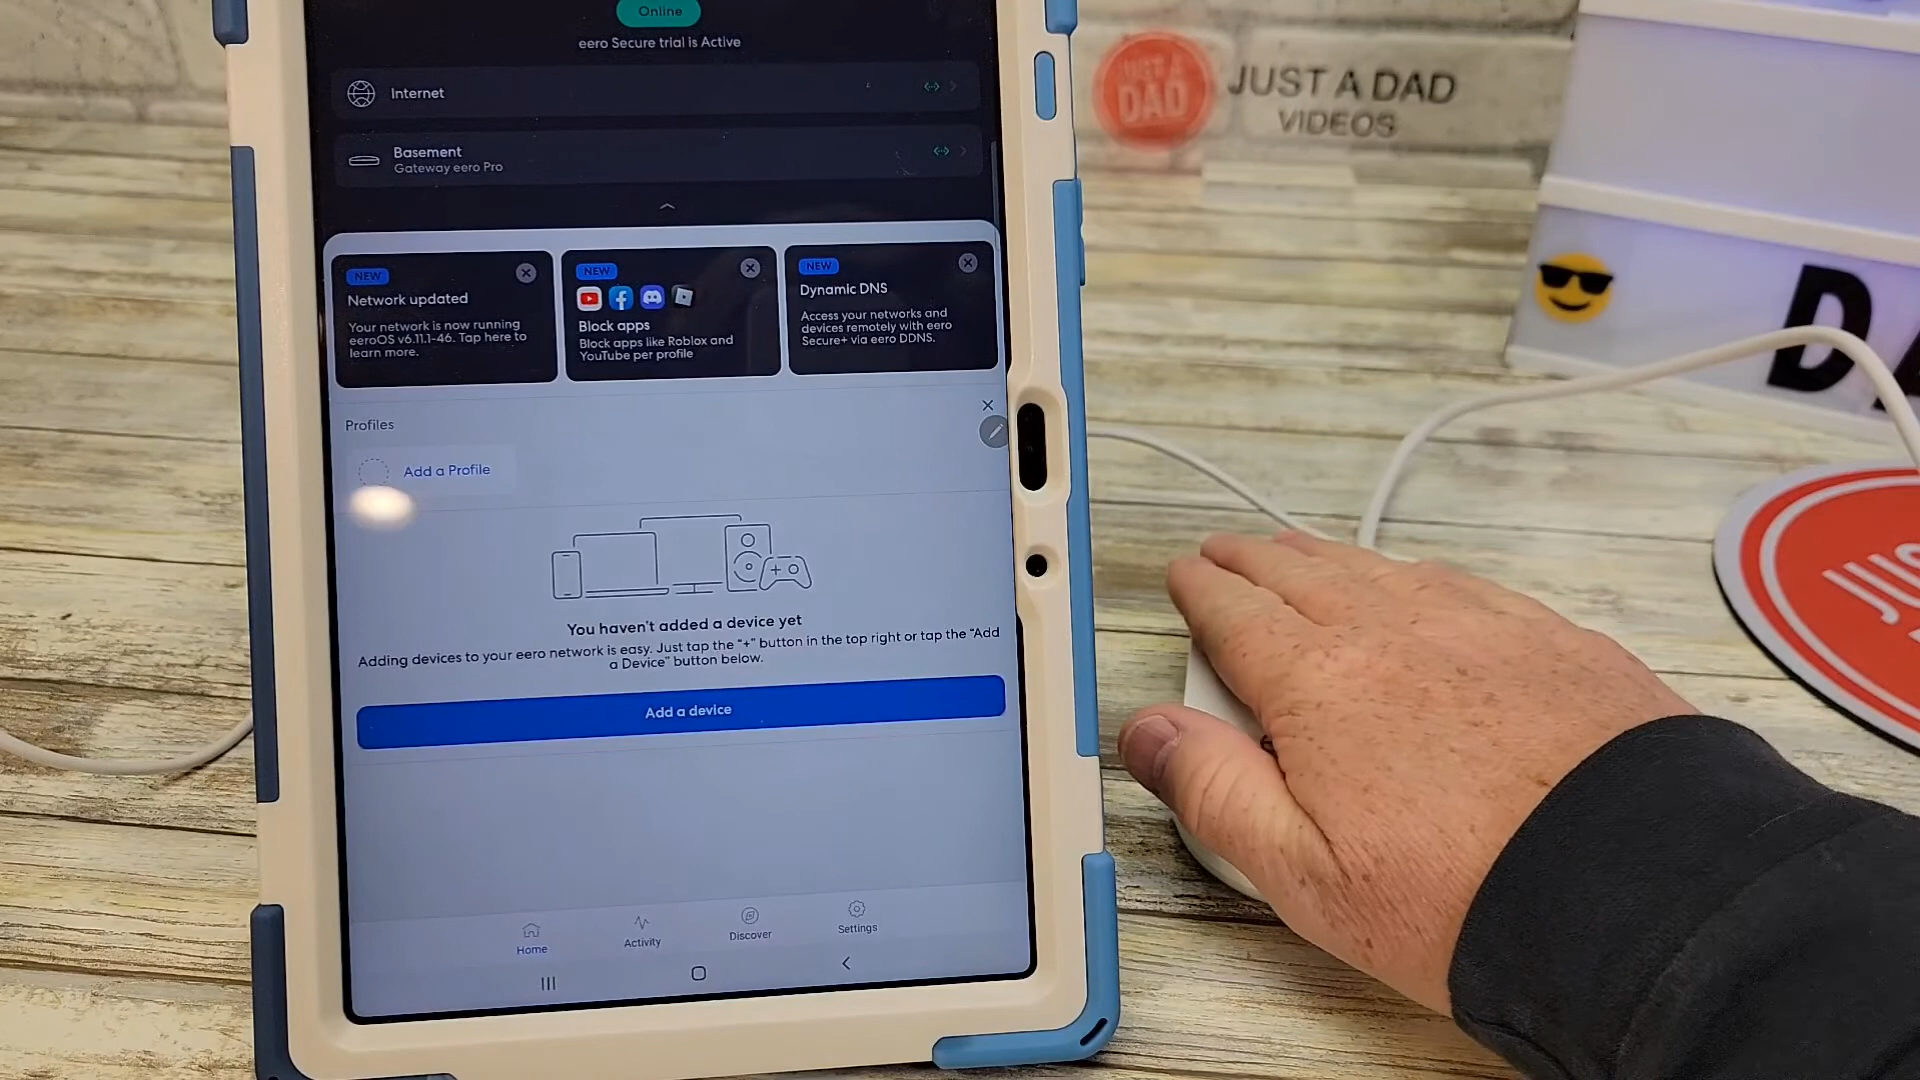 Online
eero Secure trial is Active
Internet
Basement
Gateway eero Pro
NEW
Network updated
Your network is now running
eeroOS v6.11.1-46. Tap here to
learn more.
NEW
Block apps
Block apps like Roblox and
YouTube per profile
NEW
Dynamic DNS
Access your networks and
devices remotely with eero
Secure+ via eero DDNS.
Profiles
Add a Profile
You haven't added a device yet
Adding devices to your eero network is easy. Just tap the "+" button in the top right or tap the "Add
a Device" button below.
Add a device
Home
Activity
Discover
Settings
JUST A
DAD
JUST A DAD
VIDEOS
D
JUS